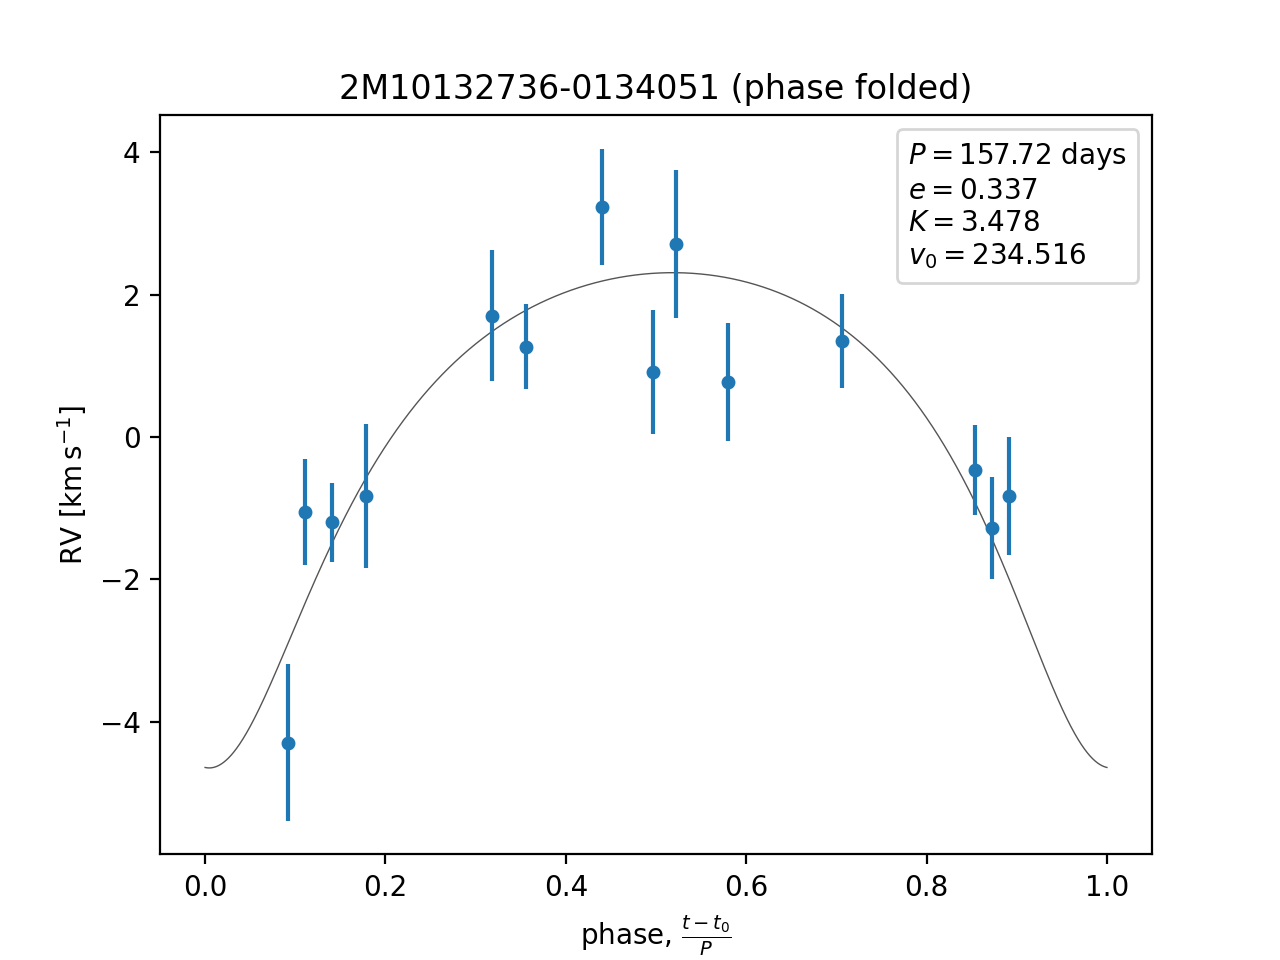 2M10132736-0134051 (phase folded)
P = 157.72 days
e = 0.337
K = 3.478
v₀ = 234.516
4
2
0
−2
−4
RV [km s⁻¹]
0.0 0.2 0.4 0.6 0.8 1.0
phase, (t − t₀)/P